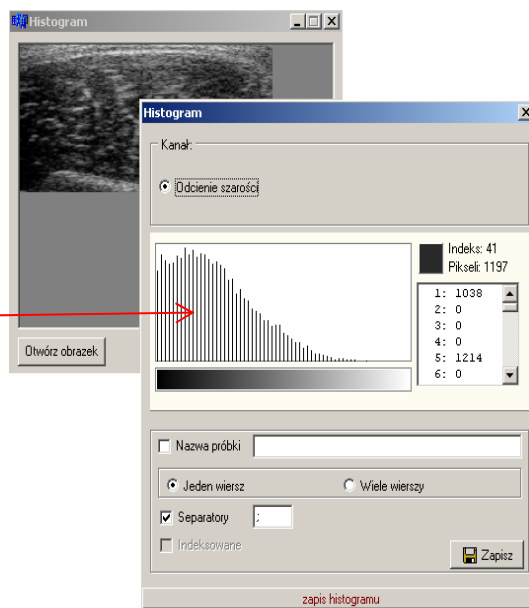 Histogram
Histogram
Kanał:
Odcienie szarości
Indeks: 41
Pikseli: 1197
1: 1038
2: 0
3: 0
4: 0
5: 1214
6: 0
Otwórz obrazek
Nazwa próbki
Jeden wiersz
Wiele wierszy
Separatory
;
Indeksowane
Zapisz
zapis histogramu